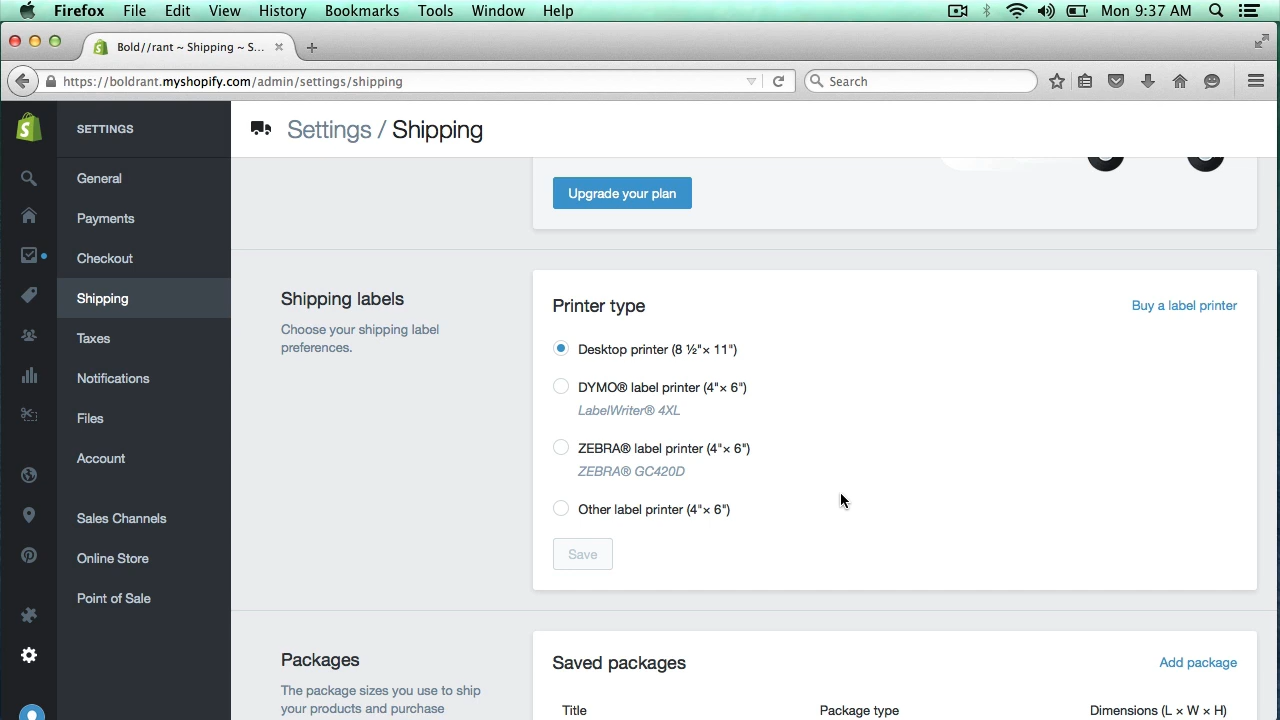 Firefox File Edit View History Bookmarks Tools Window Help Mon 9:37 AM
Bold//rant ~ Shipping ~ S...
https://boldrant.myshopify.com/admin/settings/shipping
Search
SETTINGS
Settings / Shipping
General
Payments
Checkout
Shipping
Taxes
Notifications
Files
Account
Sales Channels
Online Store
Point of Sale
Upgrade your plan
Shipping labels
Choose your shipping label
preferences.
Printer type
Buy a label printer
Desktop printer (8 ½"× 11")
DYMO® label printer (4"× 6")
LabelWriter® 4XL
ZEBRA® label printer (4"× 6")
ZEBRA® GC420D
Other label printer (4"× 6")
Save
Packages
The package sizes you use to ship
your products and purchase
Saved packages
Add package
Title Package type Dimensions (L × W × H)